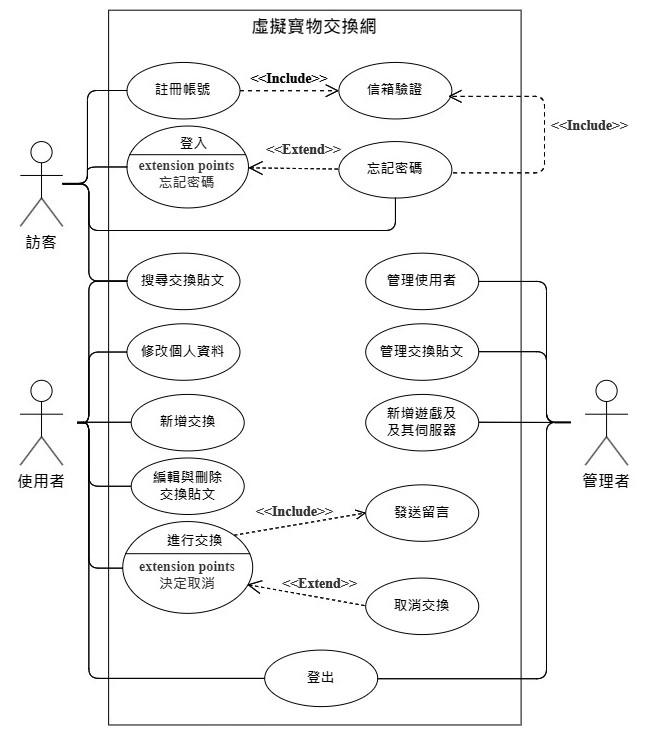 虛擬寶物交換網
註冊帳號
<<Include>>
信箱驗證
<<Include>>
登入
extension points
忘記密碼
<<Extend>>
忘記密碼
訪客
搜尋交換貼文
管理使用者
修改個人資料
管理交換貼文
新增交換
新增遊戲及
及其伺服器
使用者
管理者
編輯與刪除
交換貼文
<<Include>>
發送留言
進行交換
extension points
決定取消
<<Extend>>
取消交換
登出